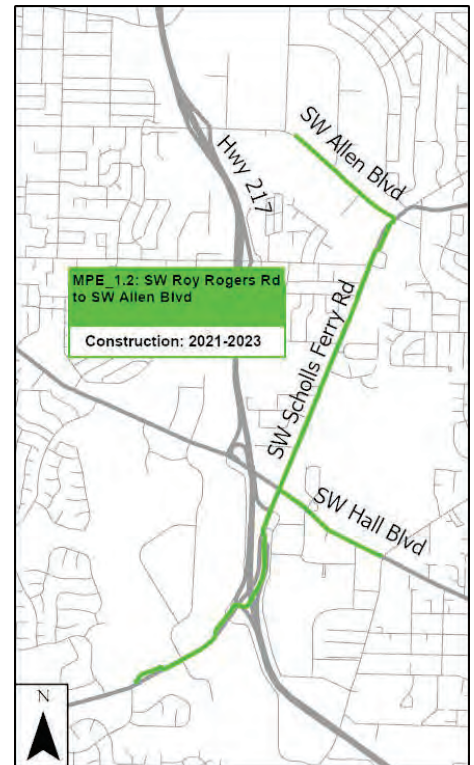 SW Allen Blvd
Hwy 217
MPE_1.2: SW Roy Rogers Rd
to SW Allen Blvd
Construction: 2021-2023
SW Scholls Ferry Rd
SW Hall Blvd
N